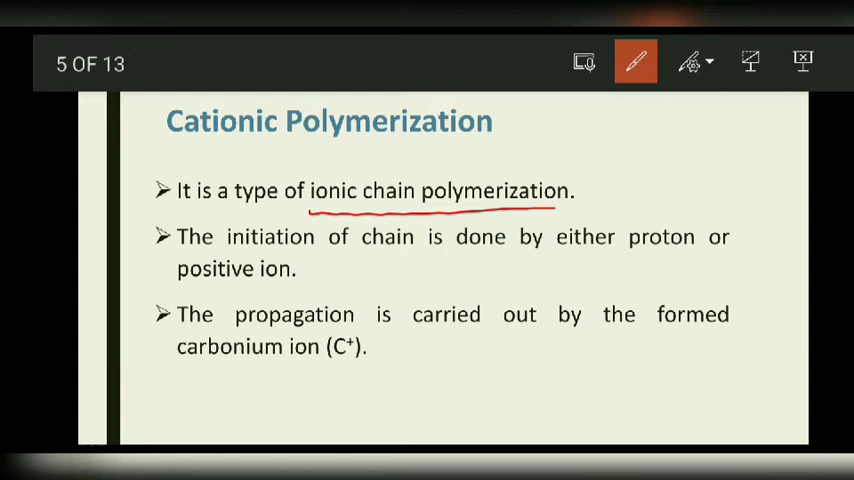 5 OF 13
Cationic Polymerization
➢ It is a type of ionic chain polymerization.
➢ The initiation of chain is done by either proton or
positive ion.
➢ The propagation is carried out by the formed
carbonium ion (C⁺).